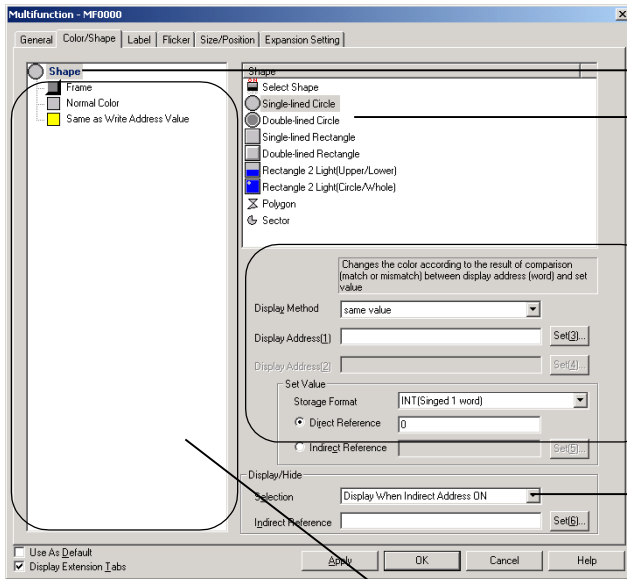 Multifunction - MF0000
General
Color/Shape
Label
Flicker
Size/Position
Expansion Setting
Shape
Frame
Normal Color
Same as Write Address Value
Shape
Select Shape
Single-lined Circle
Double-lined Circle
Single-lined Rectangle
Double-lined Rectangle
Rectangle 2 Light(Upper/Lower)
Rectangle 2 Light(Circle/Whole)
Polygon
Sector
Changes the color according to the result of comparison
(match or mismatch) between display address (word) and set
value
Display Method
same value
Display Address(1)
Set(3)...
Display Address(2)
Set(4)...
Set Value
Storage Format
INT(Singed 1 word)
Direct Reference
0
Indirect Reference
Set(5)...
Display/Hide
Selection
Display When Indirect Address ON
Indirect Reference
Set(6)...
Use As Default
Display Extension Tabs
Apply
OK
Cancel
Help